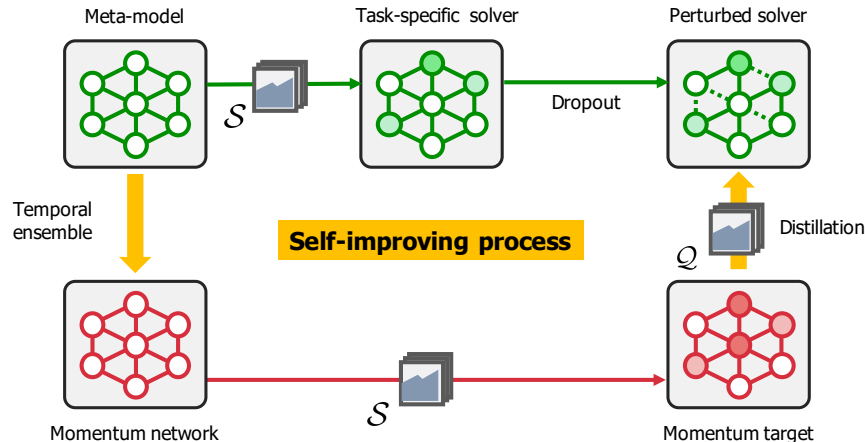 Meta-model
Task-specific solver
Perturbed solver
𝒮
Dropout
Temporal
ensemble
Self-improving process
𝒬
Distillation
𝒮
Momentum network
Momentum target